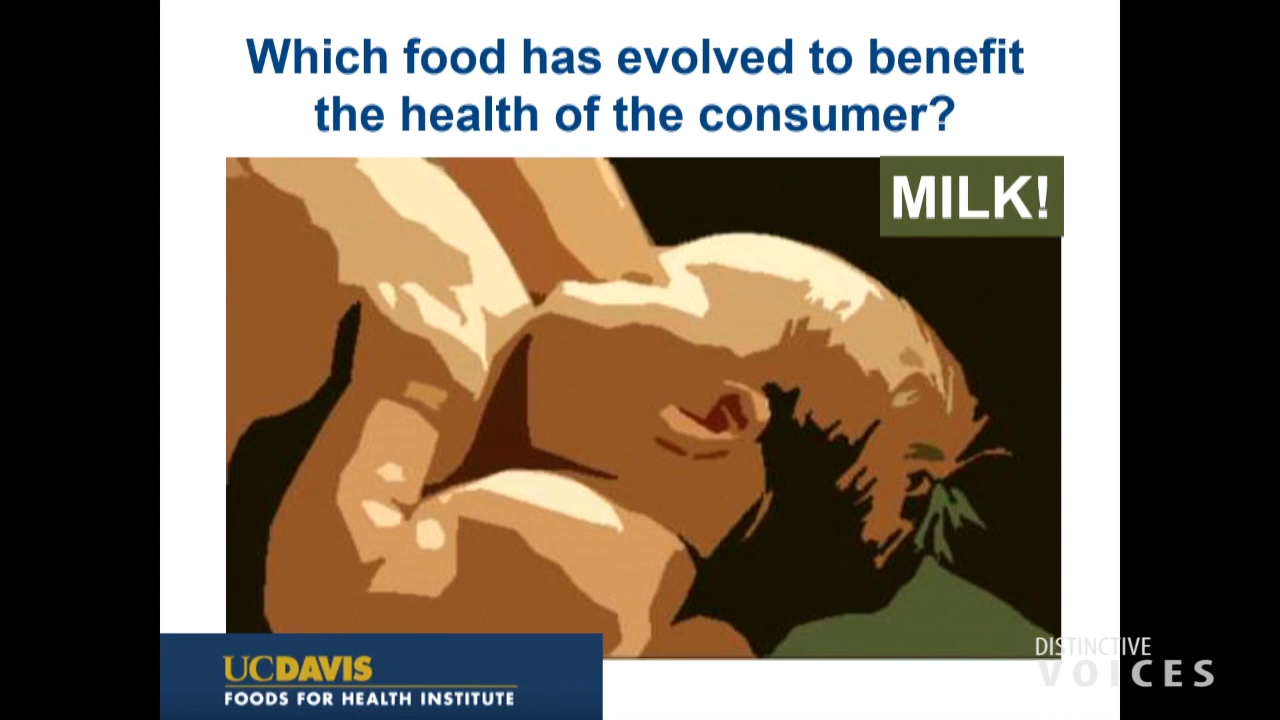 Which food has evolved to benefit
the health of the consumer?
MILK!
UCDAVIS
FOODS FOR HEALTH INSTITUTE
DISTINCTIVE
VOICES